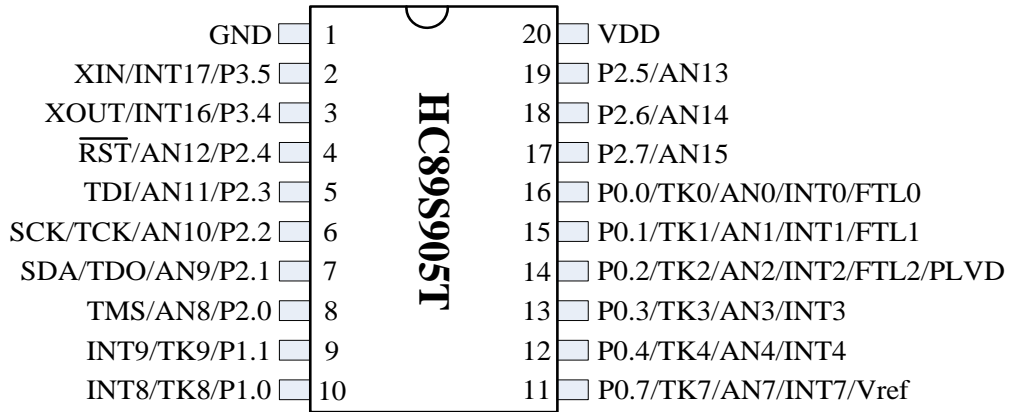 GND 1 20 VDD
XIN/INT17/P3.5 2 19 P2.5/AN13
XOUT/INT16/P3.4 3 18 P2.6/AN14
RST/AN12/P2.4 4 17 P2.7/AN15
TDI/AN11/P2.3 5 16 P0.0/TK0/AN0/INT0/FTL0
SCK/TCK/AN10/P2.2 6 15 P0.1/TK1/AN1/INT1/FTL1
SDA/TDO/AN9/P2.1 7 14 P0.2/TK2/AN2/INT2/FTL2/PLVD
TMS/AN8/P2.0 8 13 P0.3/TK3/AN3/INT3
INT9/TK9/P1.1 9 12 P0.4/TK4/AN4/INT4
INT8/TK8/P1.0 10 11 P0.7/TK7/AN7/INT7/Vref
HC89S905T